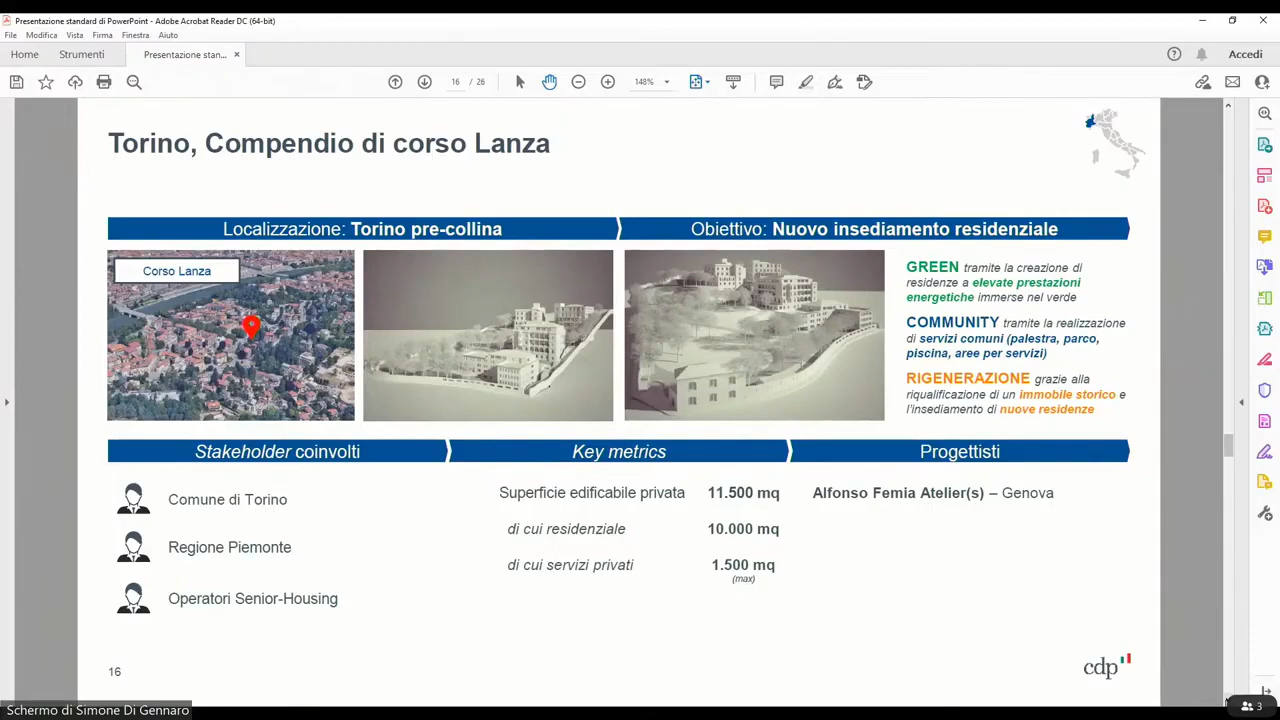 Presentazione standard di PowerPoint - Adobe Acrobat Reader DC (64-bit)
File Modifica Vista Firma Finestra Aiuto
Home Strumenti Presentazione stan... × Accedi
16 / 26 148%
Torino, Compendio di corso Lanza
Localizzazione: Torino pre-collina
Obiettivo: Nuovo insediamento residenziale
Corso Lanza
GREEN tramite la creazione di
residenze a elevate prestazioni
energetiche immerse nel verde
COMMUNITY tramite la realizzazione
di servizi comuni (palestra, parco,
piscina, aree per servizi)
RIGENERAZIONE grazie alla
riqualificazione di un immobile storico e
l'insediamento di nuove residenze
Stakeholder coinvolti
Key metrics
Progettisti
Comune di Torino
Regione Piemonte
Operatori Senior-Housing
Superficie edificabile privata 11.500 mq
di cui residenziale 10.000 mq
di cui servizi privati 1.500 mq
(max)
Alfonso Femia Atelier(s) – Genova
16
cdp
Schermo di Simone Di Gennaro
3